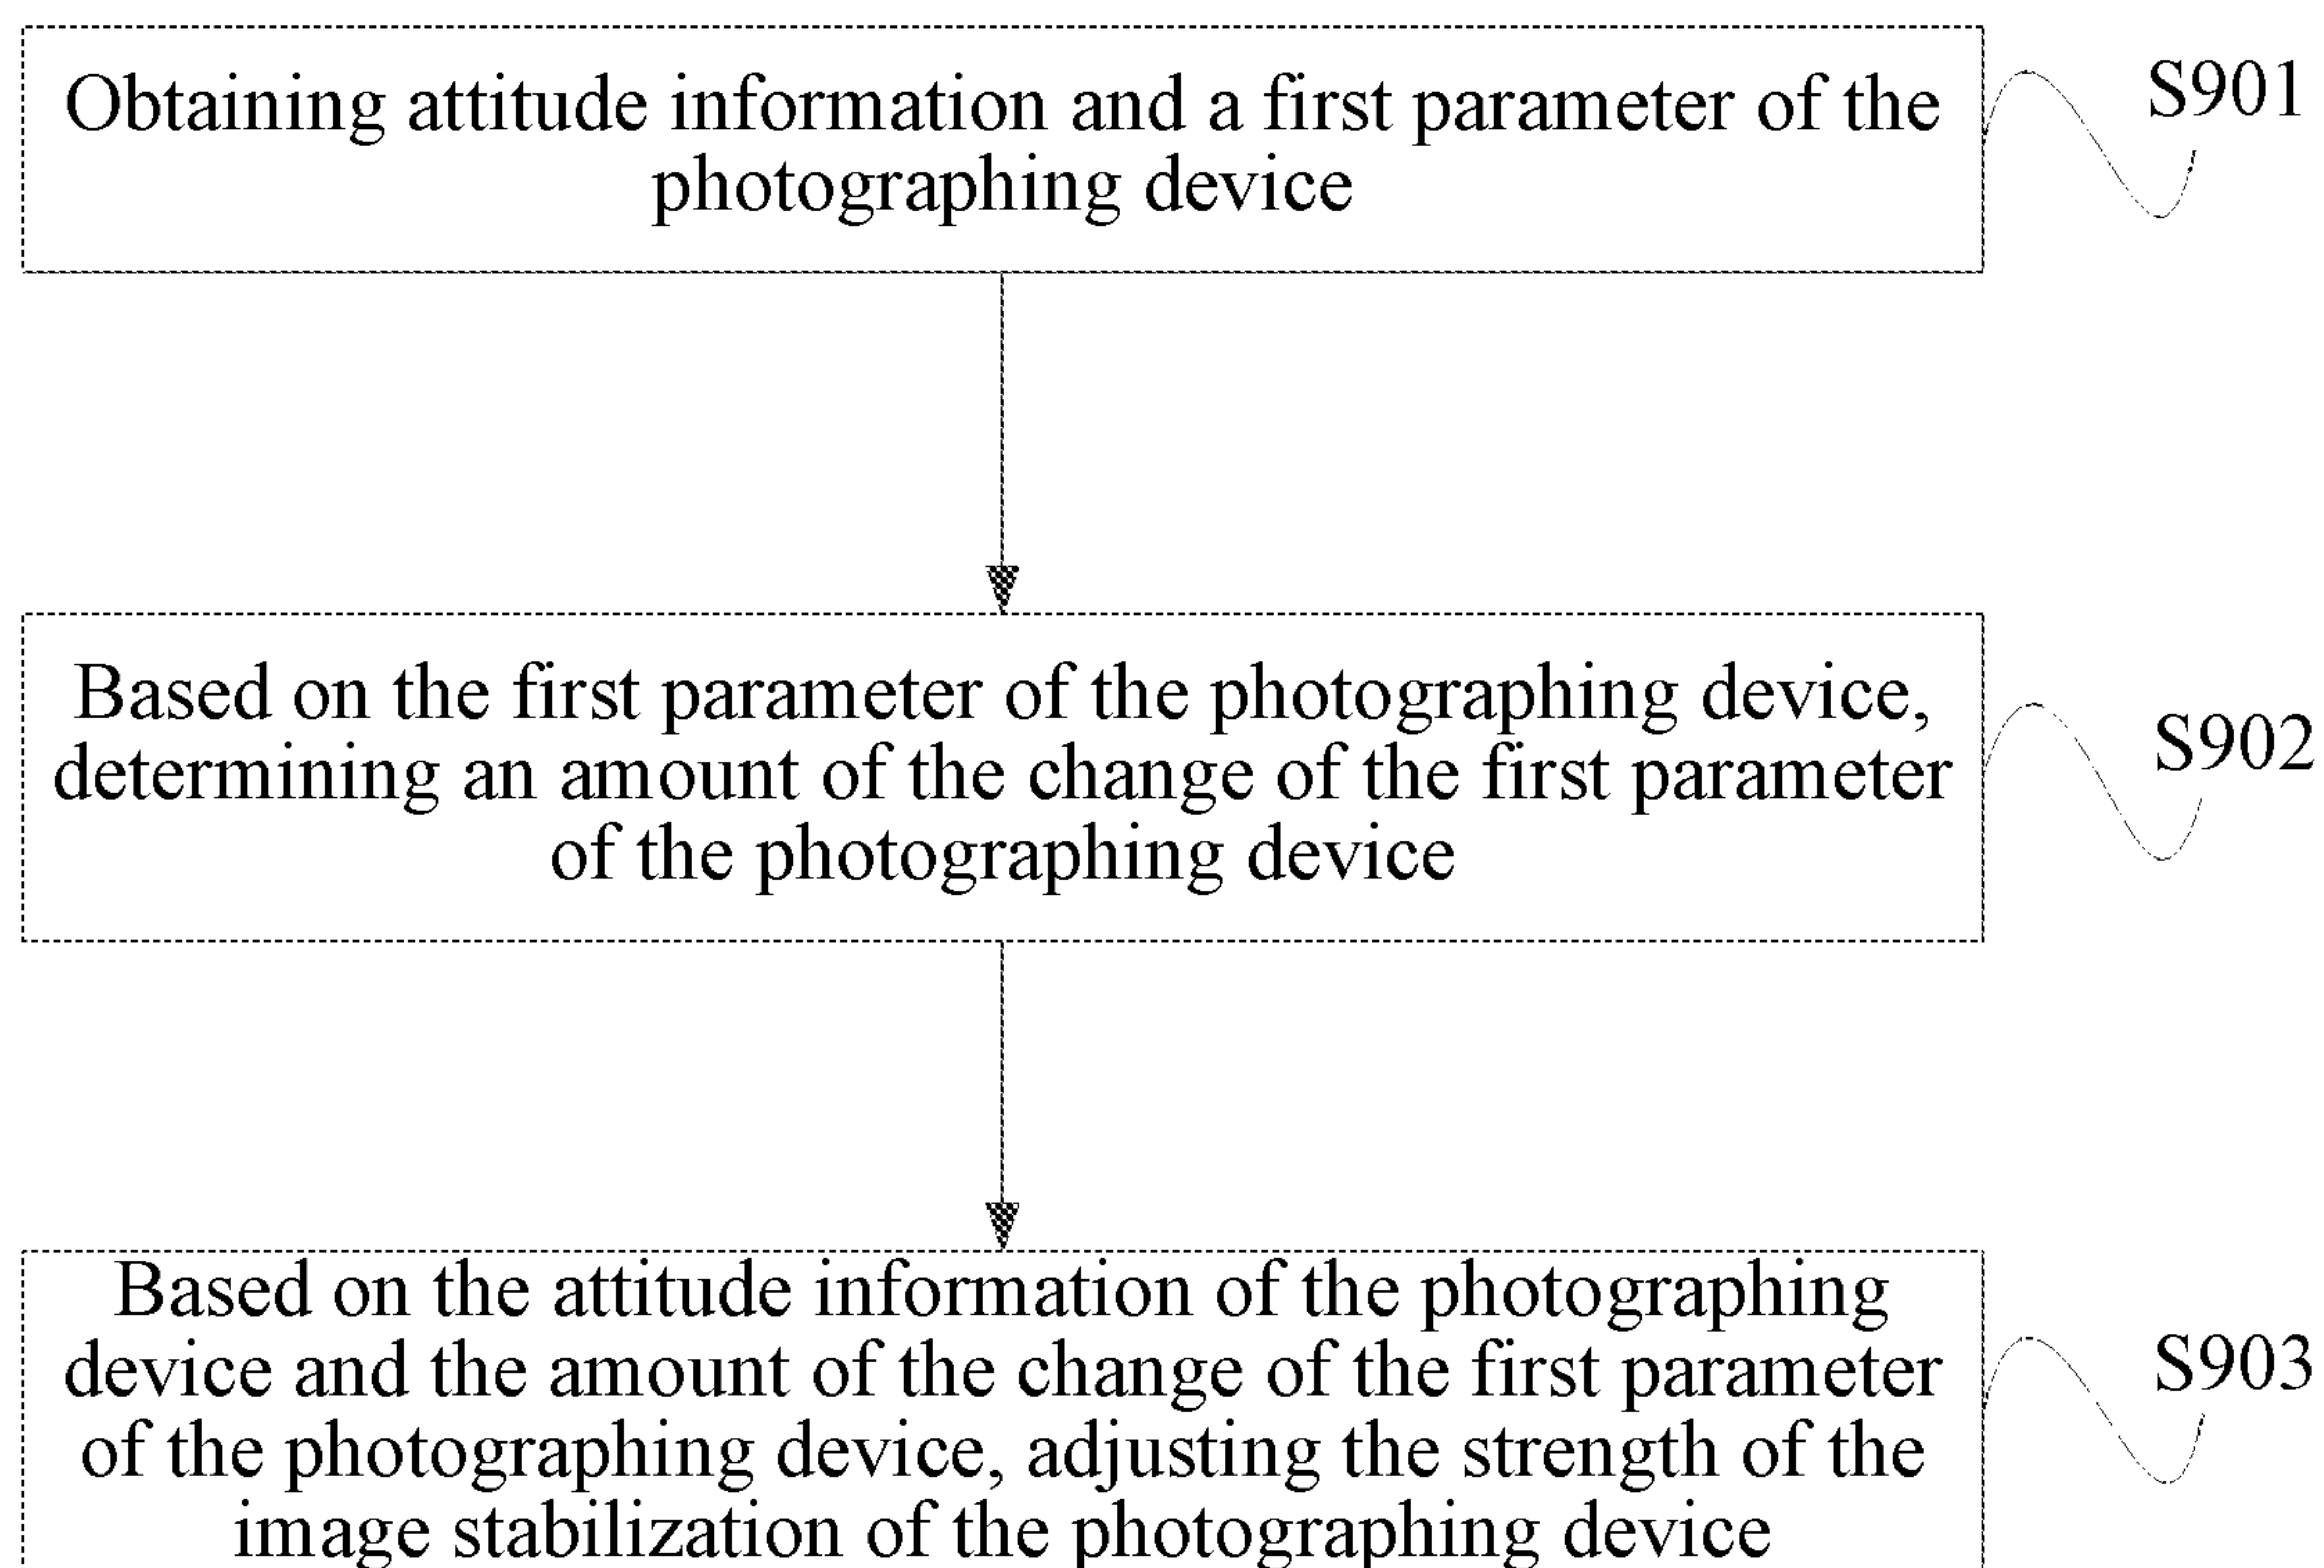 Obtaining attitude information and a first parameter of the
photographing device
S901
Based on the first parameter of the photographing device,
determining an amount of the change of the first parameter
of the photographing device
S902
Based on the attitude information of the photographing
device and the amount of the change of the first parameter
of the photographing device, adjusting the strength of the
image stabilization of the photographing device
S903